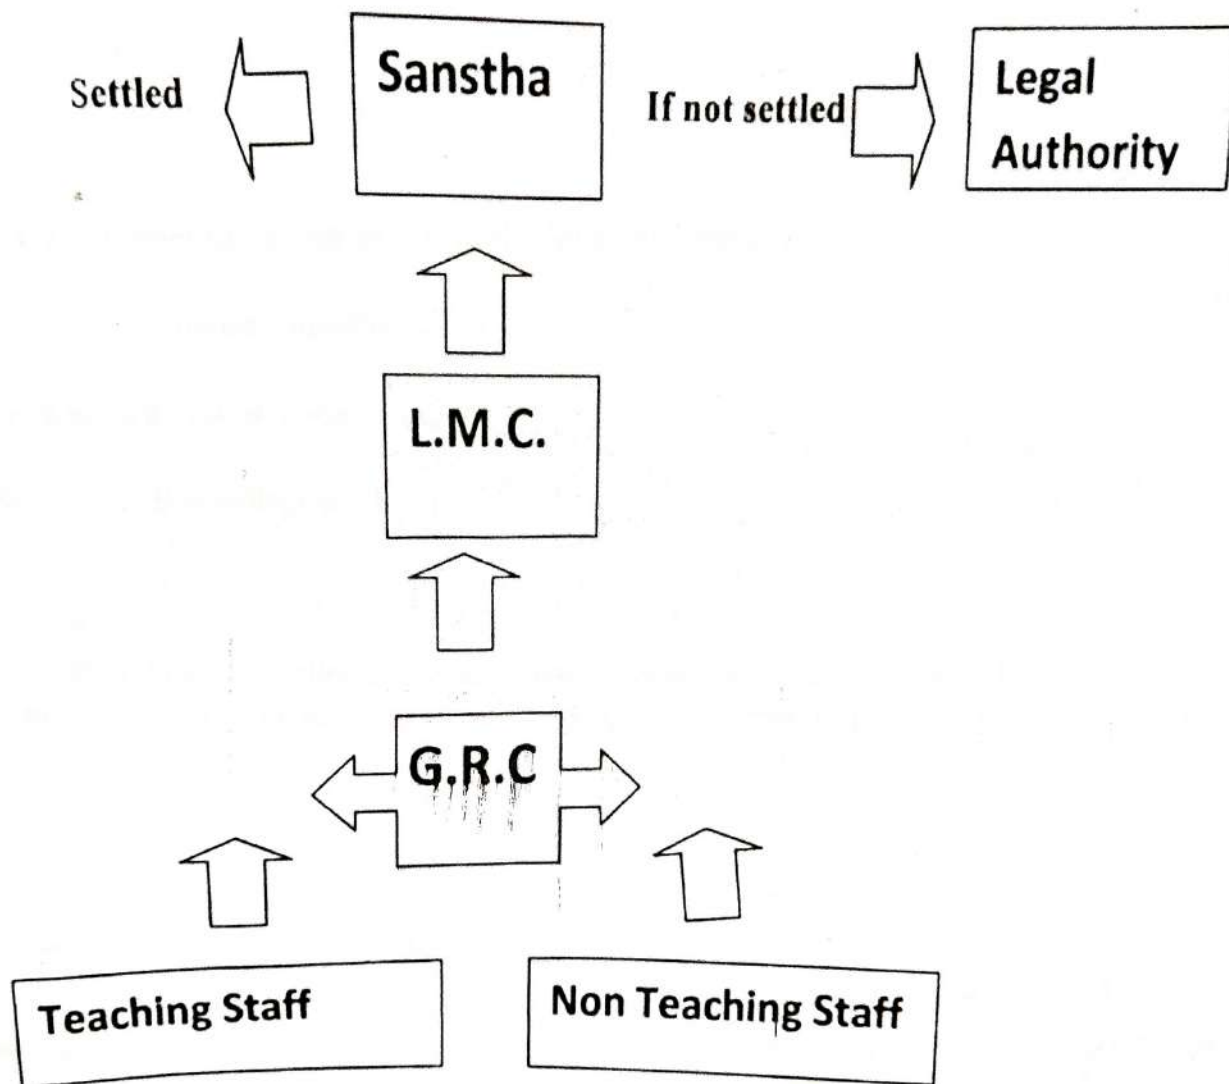 Settled
Sanstha
If not settled
Legal
Authority
L.M.C.
G.R.C
Teaching Staff
Non Teaching Staff